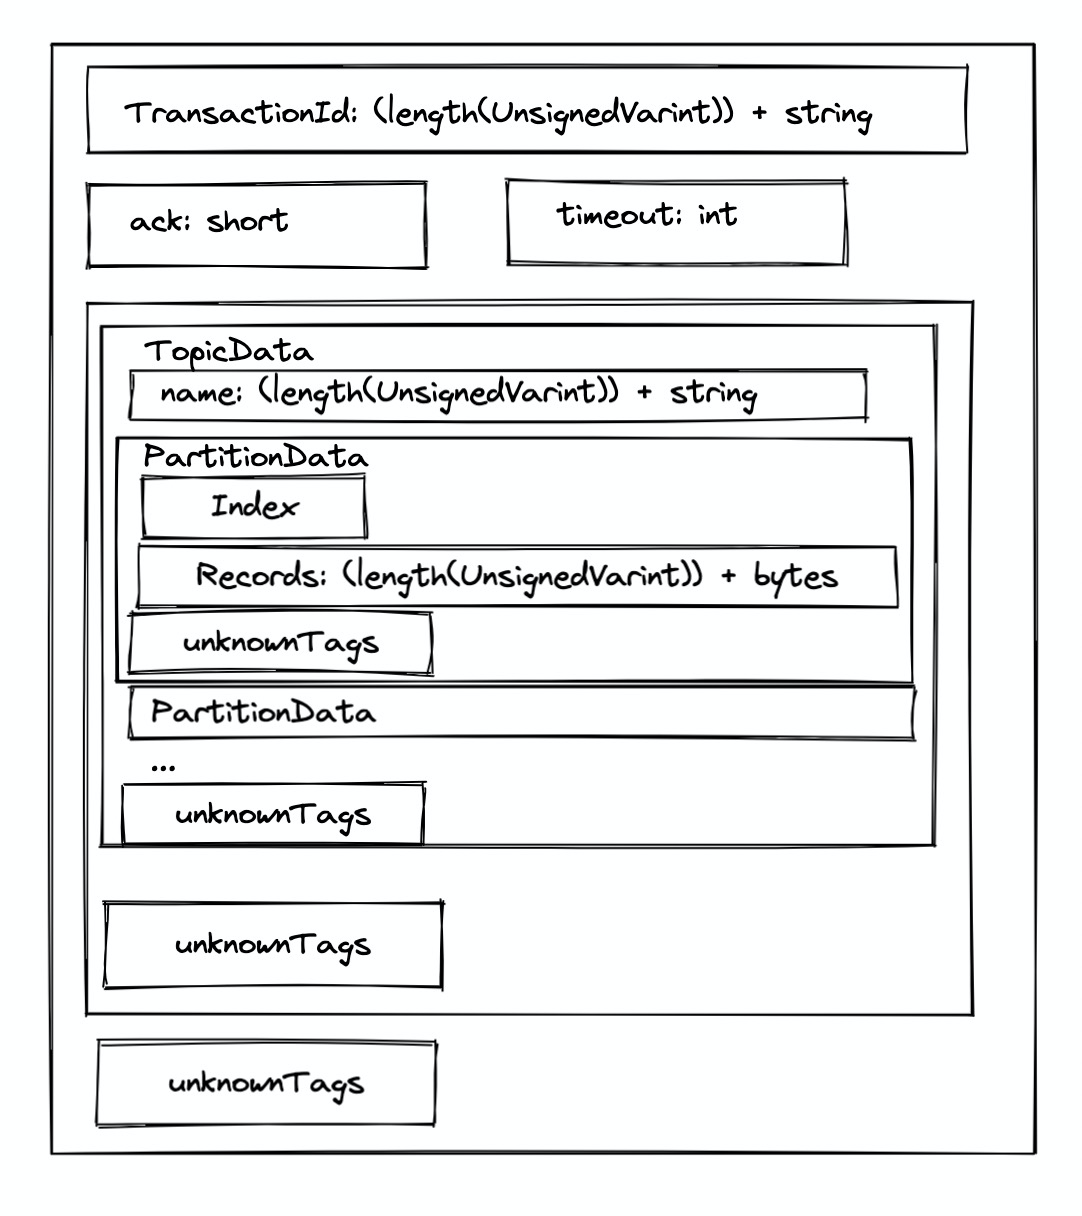 TransactionId: (length(UnsignedVarint)) + string
ack: short
timeout: int
TopicData
name: (length(UnsignedVarint)) + string
PartitionData
Index
Records: (length(UnsignedVarint)) + bytes
unknownTags
PartitionData
...
unknownTags
unknownTags
unknownTags